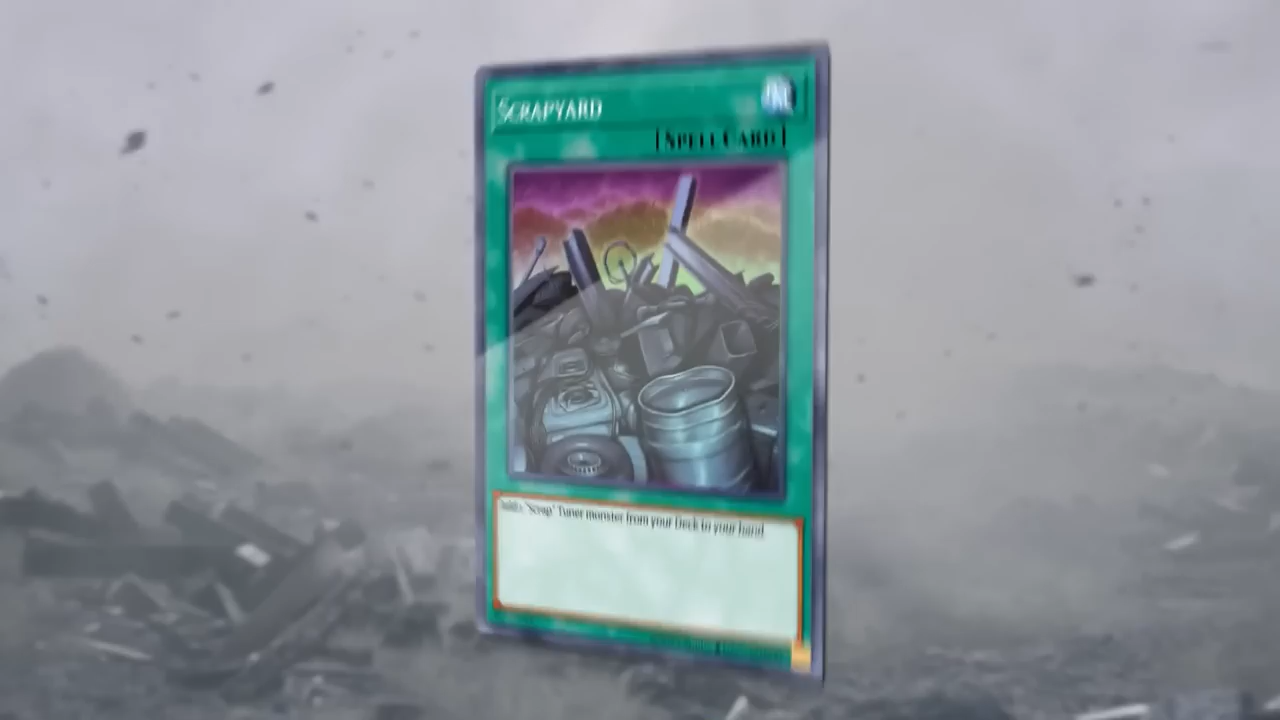 SCRAPYARD
[SPELL CARD]
Add 1 "Scrap" Tuner monster from your Deck to your hand.